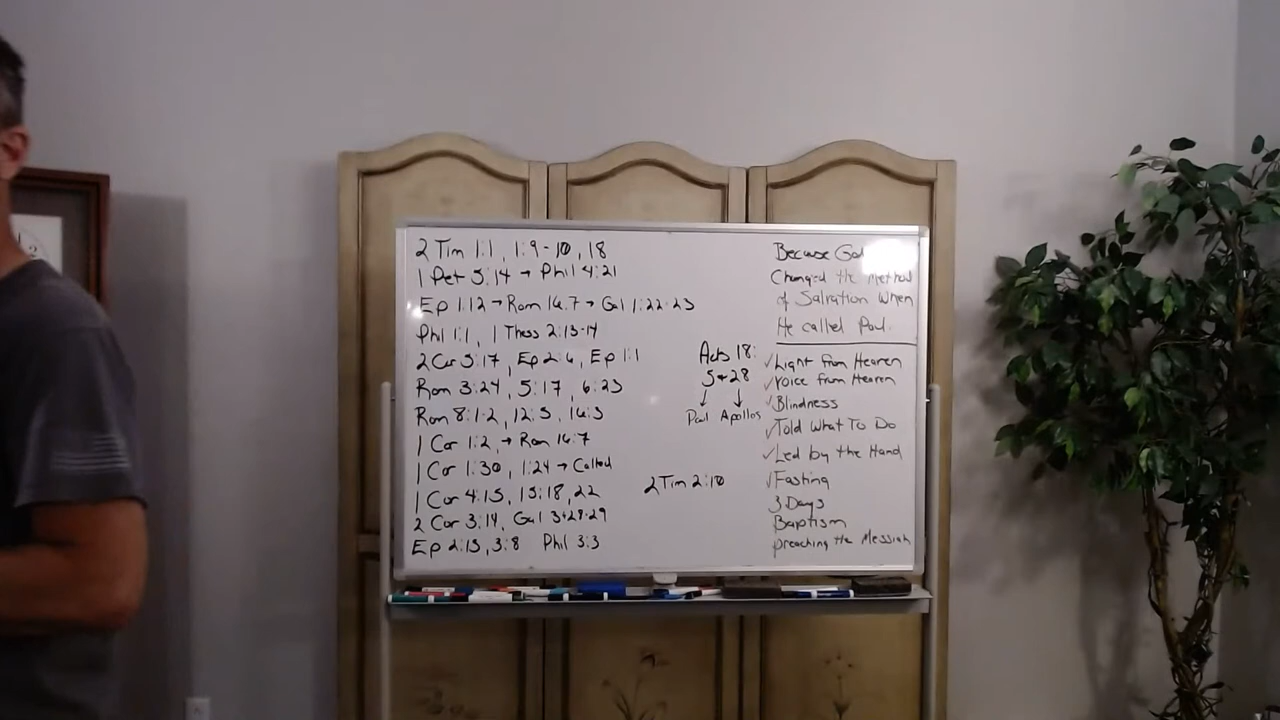 2 Tim 1:1, 1:9-10, 18
1 Pet 5:14 → Phil 4:21
Ep 1:12 → Rom 16:7 → Gal 1:22-23
Phil 1:1, 1 Thess 2:13-14
2 Cor 5:17, Ep 2:6, Ep 1:1
Rom 3:24, 5:17, 6:23
Rom 8:1-2, 12:5, 16:3
1 Cor 1:2, → Rom 16:7
1 Cor 1:30, 1:24 → Called
1 Cor 4:15, 15:18, 22
2 Cor 3:14, Gal 3+28-29
Ep 2:13, 3:8 Phil 3:3
Acts 18:
5+28
↓ ↓
Paul Apollos
2 Tim 2:10
Because God
Changed the Method
of Salvation When
He called Paul.
✓Light from Heaven
✓Voice from Heaven
✓Blindness
✓Told What To Do
✓Led by the Hand
✓Fasting
3 Days
Baptism
preaching the Messiah